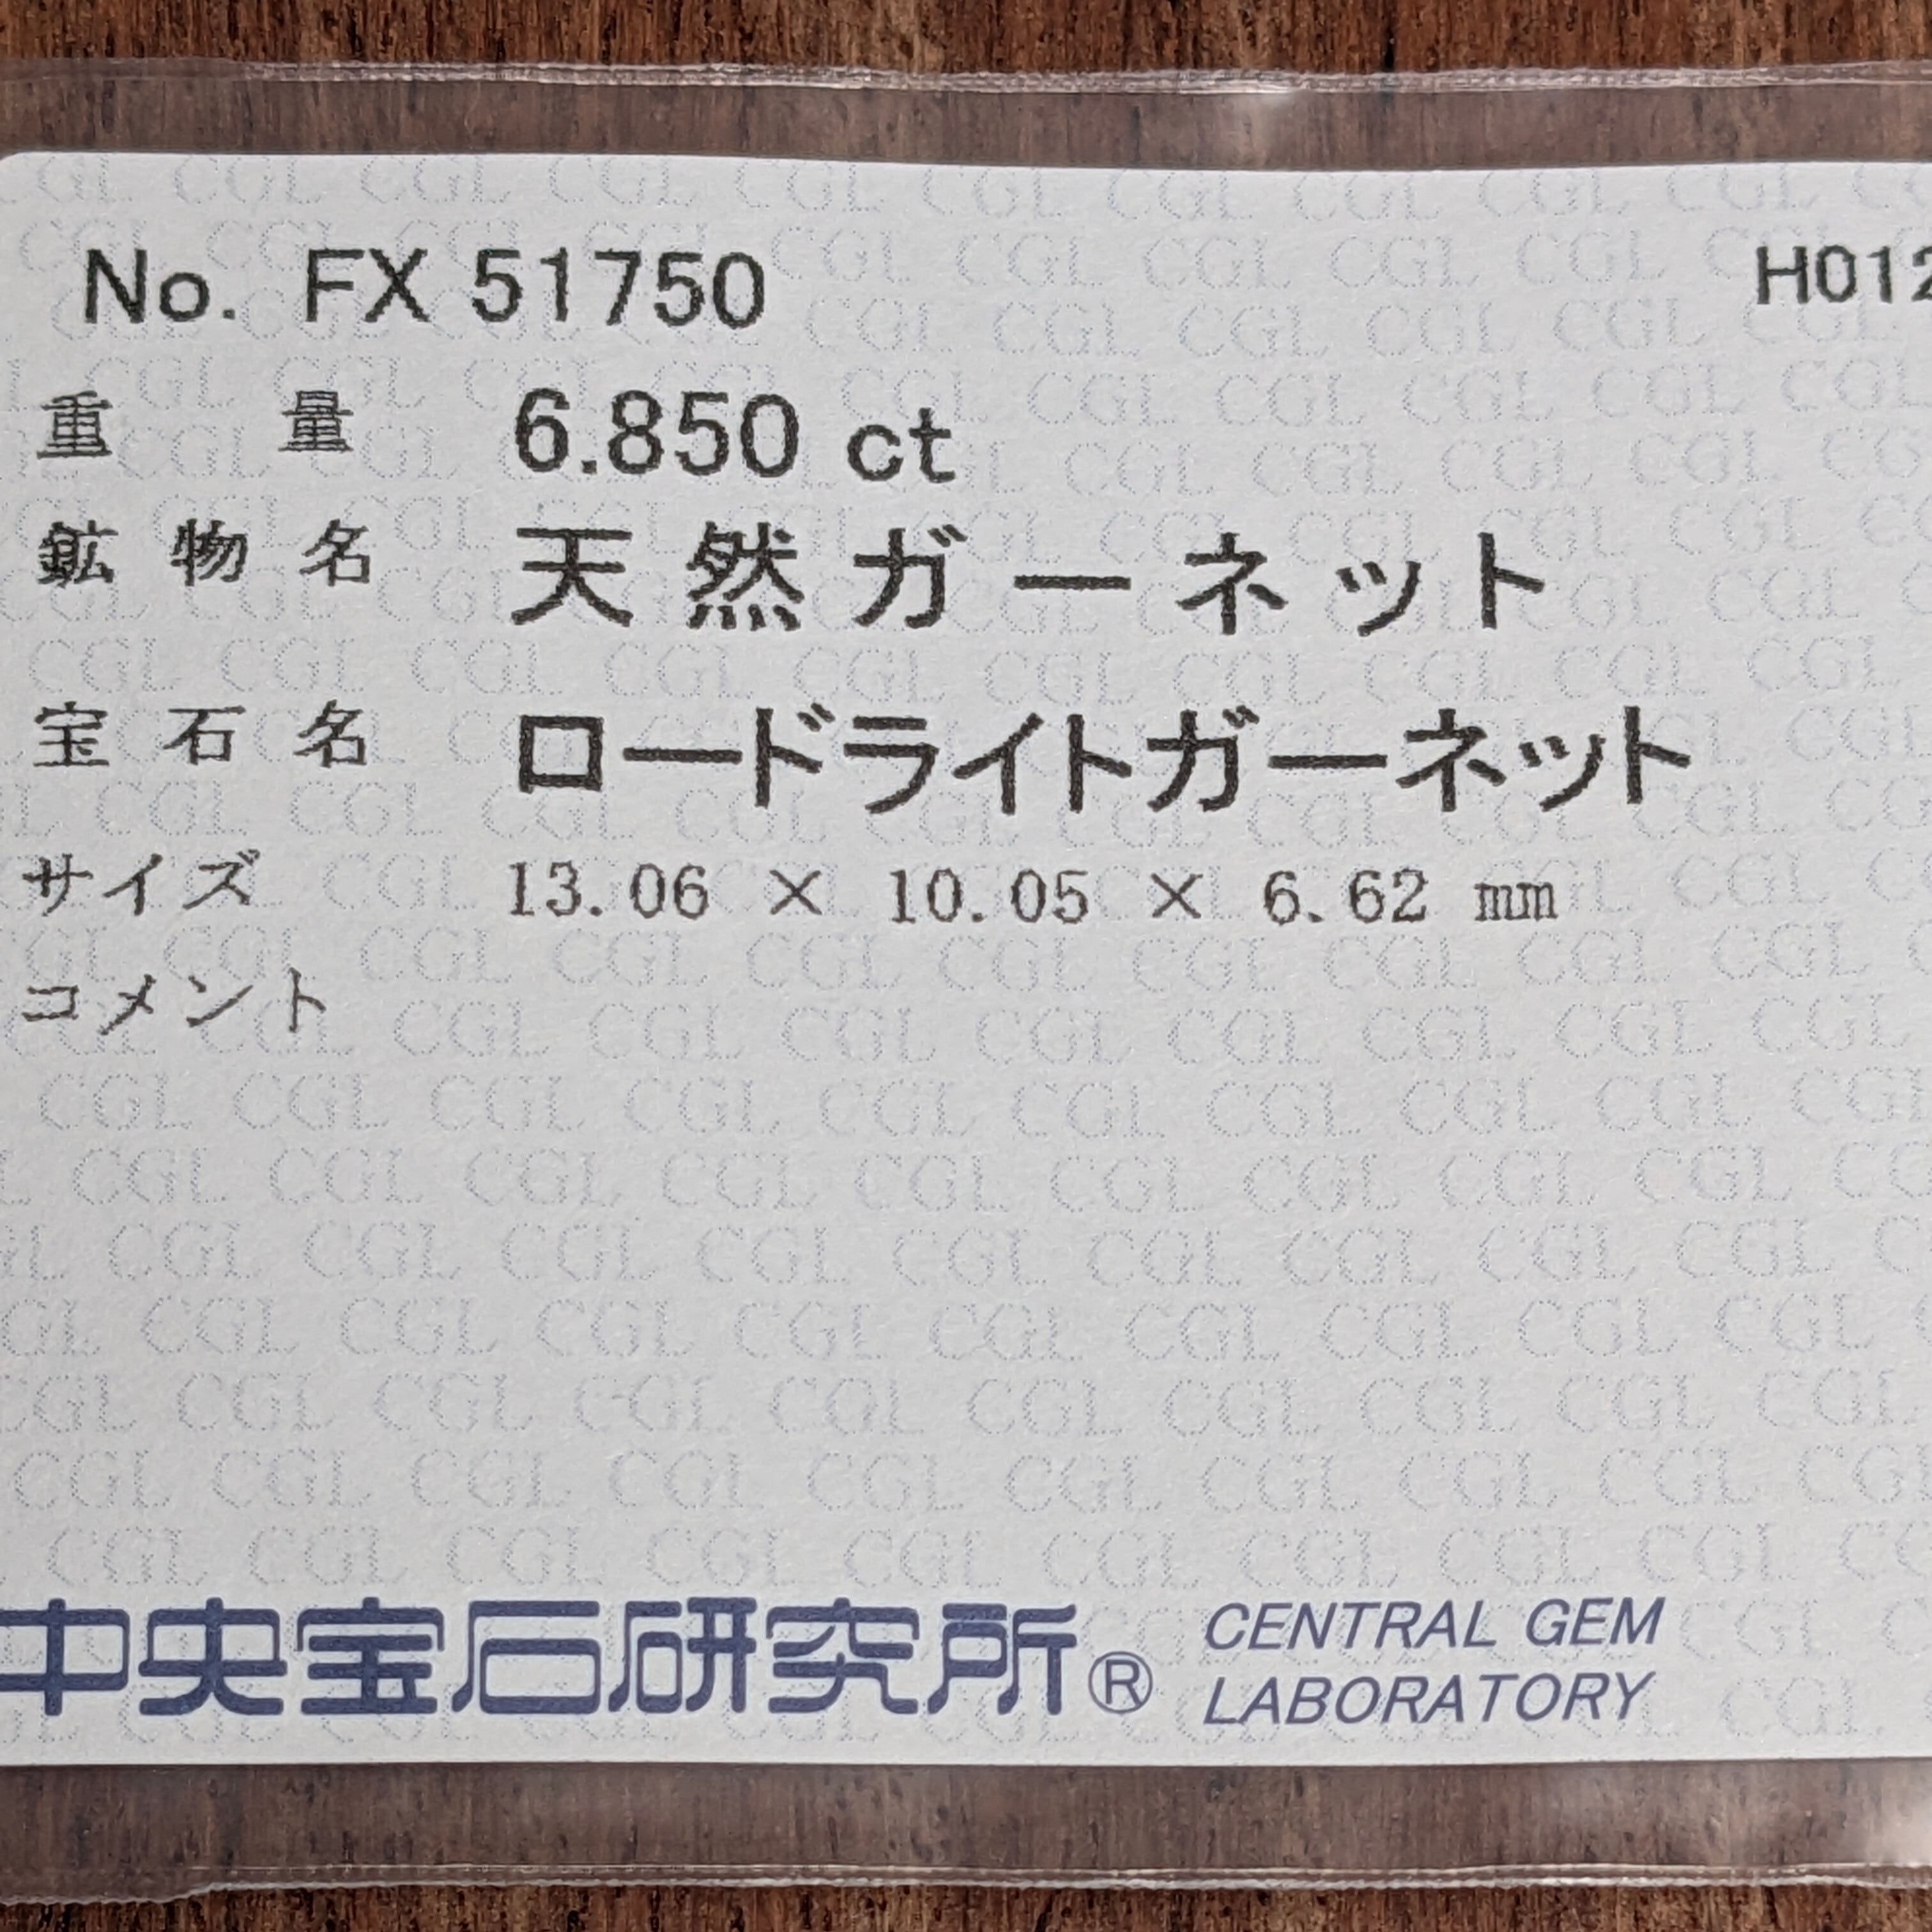 No. FX 51750
重量 6.850 ct
鉱物名 天然ガーネット
宝石名 ロードライトガーネット
サイズ 13.06 × 10.05 × 6.62 mm
コメント
中央宝石研究所® CENTRAL GEM
LABORATORY